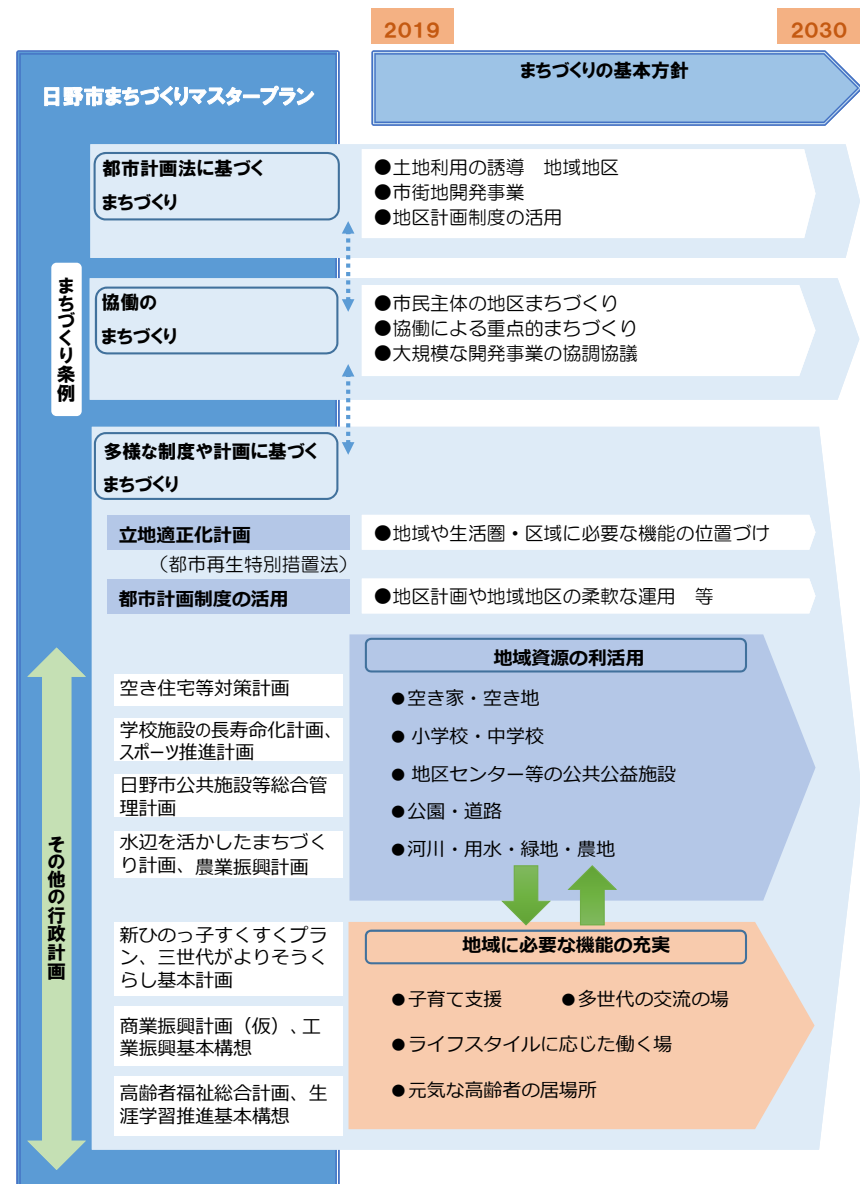 2019
2030
まちづくりの基本方針
日野市まちづくりマスタープラン
都市計画法に基づく
まちづくり
●土地利用の誘導　地域地区
●市街地開発事業
●地区計画制度の活用
まちづくり条例
協働の
まちづくり
●市民主体の地区まちづくり
●協働による重点的まちづくり
●大規模な開発事業の協調協議
多様な制度や計画に基づく
まちづくり
立地適正化計画
（都市再生特別措置法）
●地域や生活圏・区域に必要な機能の位置づけ
都市計画制度の活用
●地区計画や地域地区の柔軟な運用　等
その他の行政計画
空き住宅等対策計画
学校施設の長寿命化計画、
スポーツ推進計画
日野市公共施設等総合管
理計画
水辺を活かしたまちづく
り計画、農業振興計画
地域資源の利活用
●空き家・空き地
●小学校・中学校
●地区センター等の公共公益施設
●公園・道路
●河川・用水・緑地・農地
新ひのっ子すくすくプラ
ン、三世代がよりそうく
らし基本計画
商業振興計画（仮）、工
業振興基本構想
高齢者福祉総合計画、生
涯学習推進基本構想
地域に必要な機能の充実
●子育て支援　●多世代の交流の場
●ライフスタイルに応じた働く場
●元気な高齢者の居場所